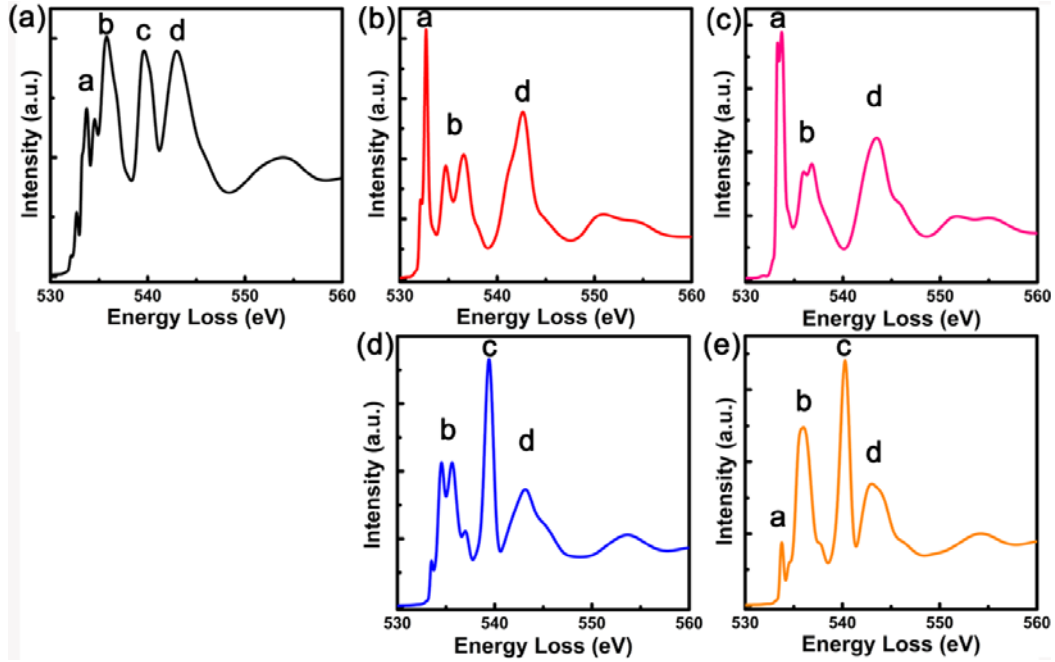 (a)
a
b
c
d
Intensity (a.u.)
530
540
550
560
Energy Loss (eV)
(b)
a
b
d
Intensity (a.u.)
530
540
550
560
Energy Loss (eV)
(c)
a
b
d
Intensity (a.u.)
530
540
550
560
Energy Loss (eV)
(d)
b
c
d
Intensity (a.u.)
530
540
550
560
Energy Loss (eV)
(e)
a
b
c
d
Intensity (a.u.)
530
540
550
560
Energy Loss (eV)